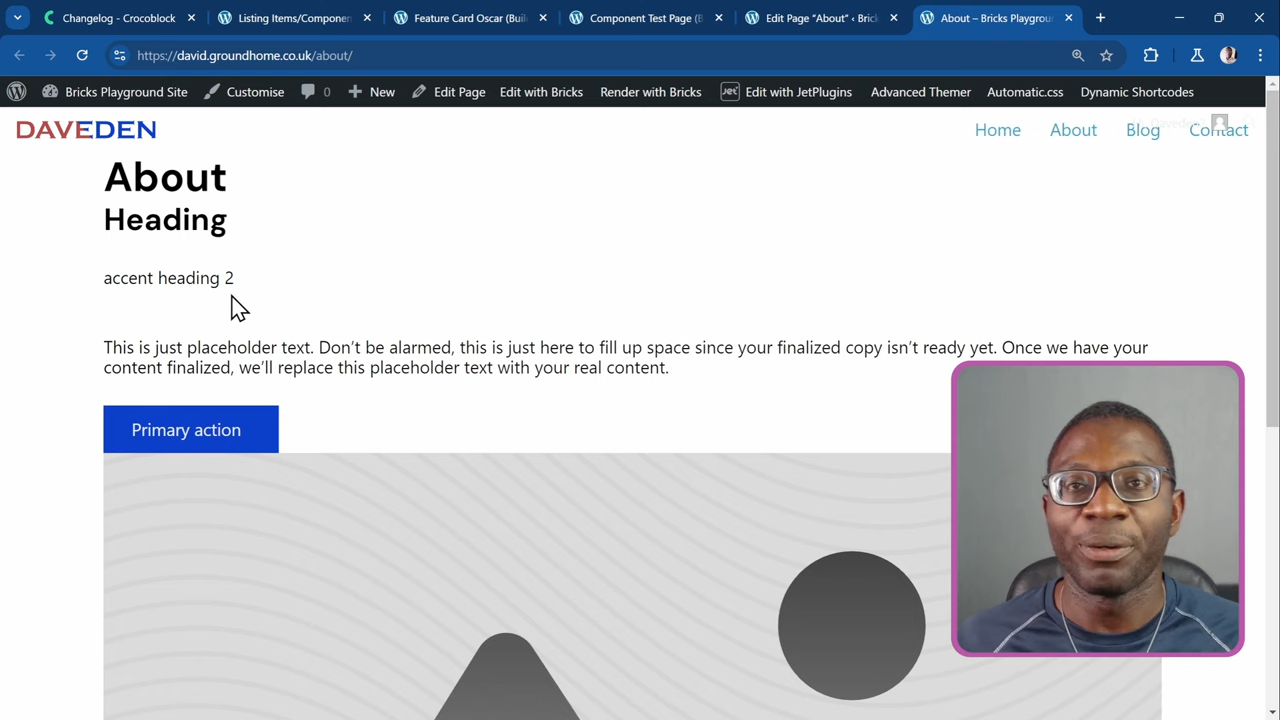 Changelog - Crocoblock
Listing Items/Componen
Feature Card Oscar (Buil
Component Test Page (B
Edit Page "About" ‹ Brick
About – Bricks Playgroun
https://david.groundhome.co.uk/about/
Bricks Playground Site
Customise
0
New
Edit Page
Edit with Bricks
Render with Bricks
Jet
Edit with JetPlugins
Advanced Themer
Automatic.css
Dynamic Shortcodes
DAVEDEN
Home
About
Blog
Contact
About
Heading
accent heading 2
This is just placeholder text. Don't be alarmed, this is just here to fill up space since your finalized copy isn't ready yet. Once we have your
content finalized, we'll replace this placeholder text with your real content.
Primary action